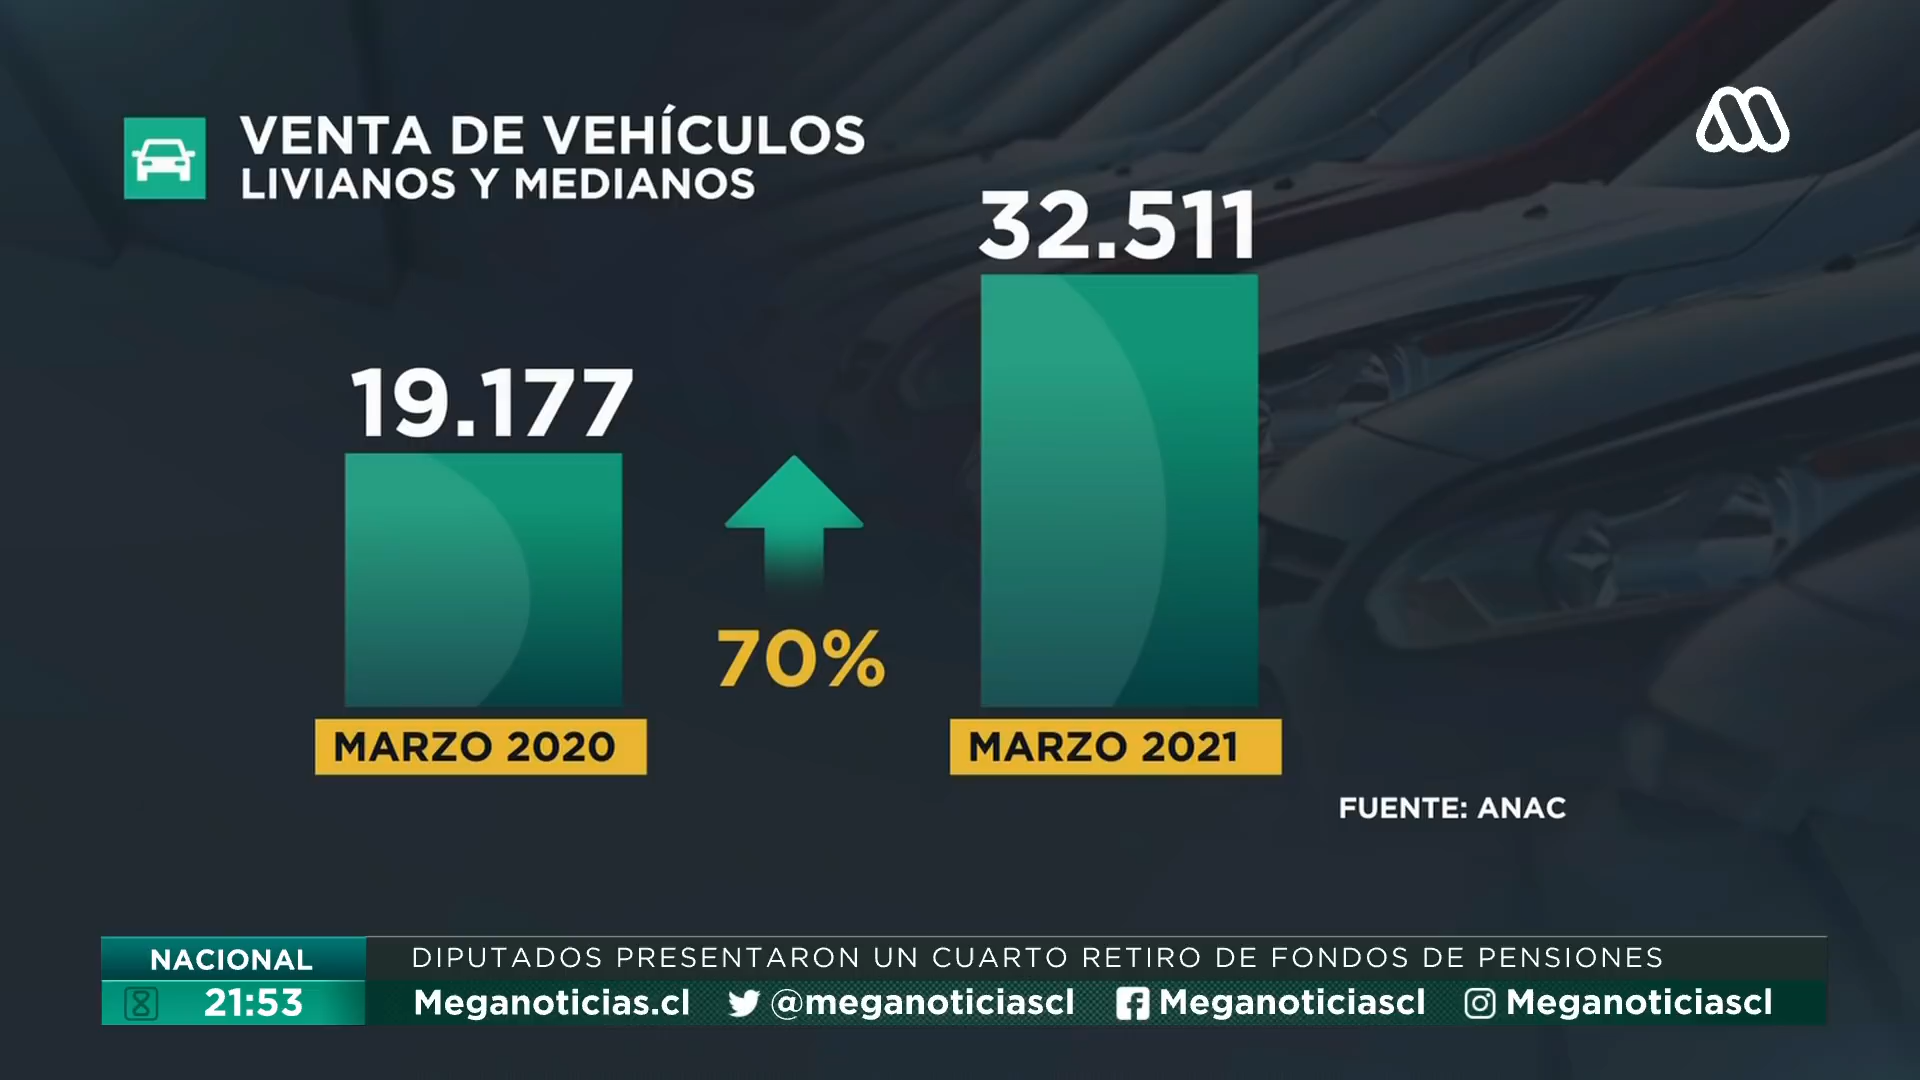 VENTA DE VEHÍCULOS
LIVIANOS Y MEDIANOS
32.511
19.177
70%
MARZO 2020
MARZO 2021
FUENTE: ANAC
NACIONAL
DIPUTADOS PRESENTARON UN CUARTO RETIRO DE FONDOS DE PENSIONES
21:53
Meganoticias.cl @meganoticiascl Meganoticiascl Meganoticiascl